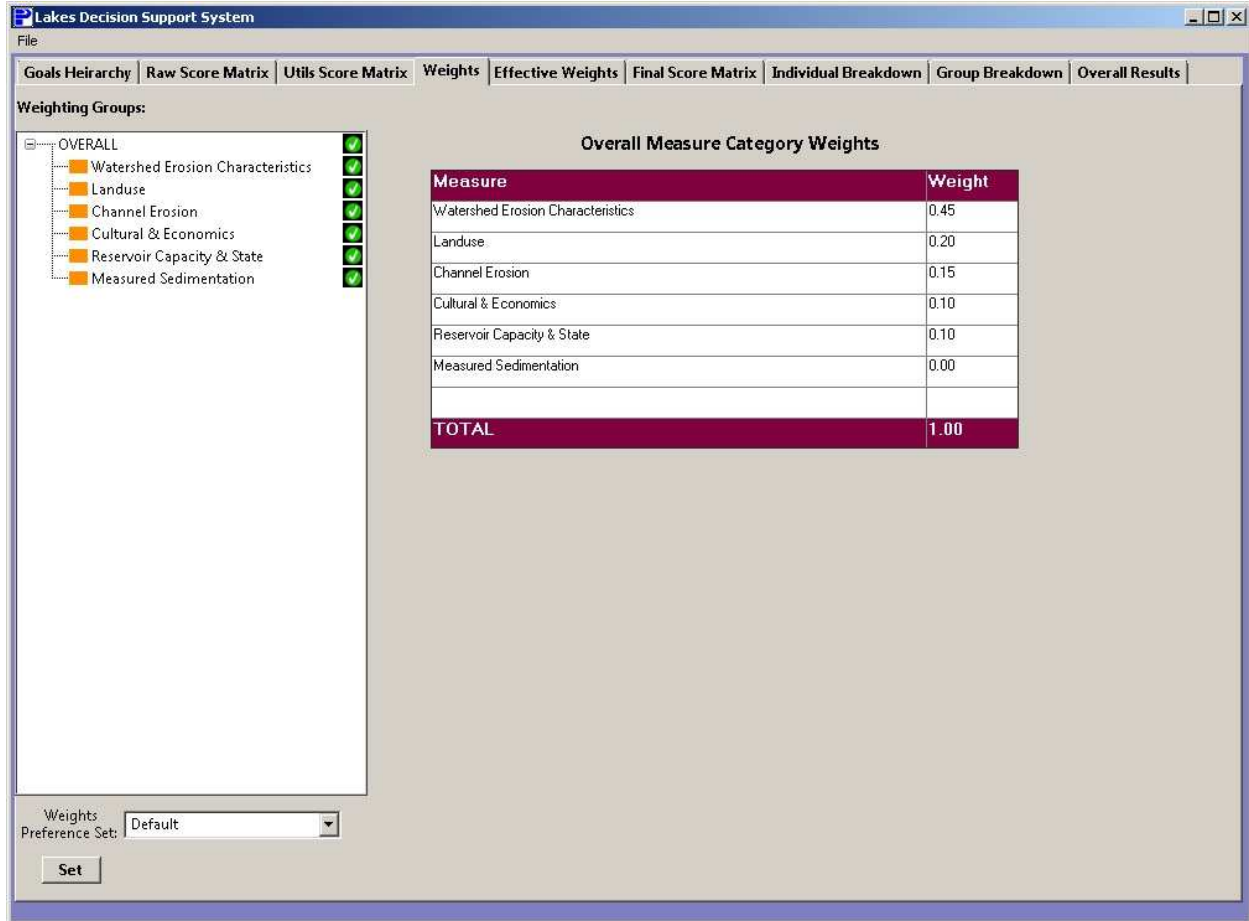 Lakes Decision Support System
File
Goals Heirarchy Raw Score Matrix Utils Score Matrix Weights Effective Weights Final Score Matrix Individual Breakdown Group Breakdown Overall Results
Weighting Groups:
OVERALL
Watershed Erosion Characteristics
Landuse
Channel Erosion
Cultural & Economics
Reservoir Capacity & State
Measured Sedimentation
Overall Measure Category Weights
Measure Weight
Watershed Erosion Characteristics 0.45
Landuse 0.20
Channel Erosion 0.15
Cultural & Economics 0.10
Reservoir Capacity & State 0.10
Measured Sedimentation 0.00
TOTAL 1.00
Weights
Preference Set: Default
Set